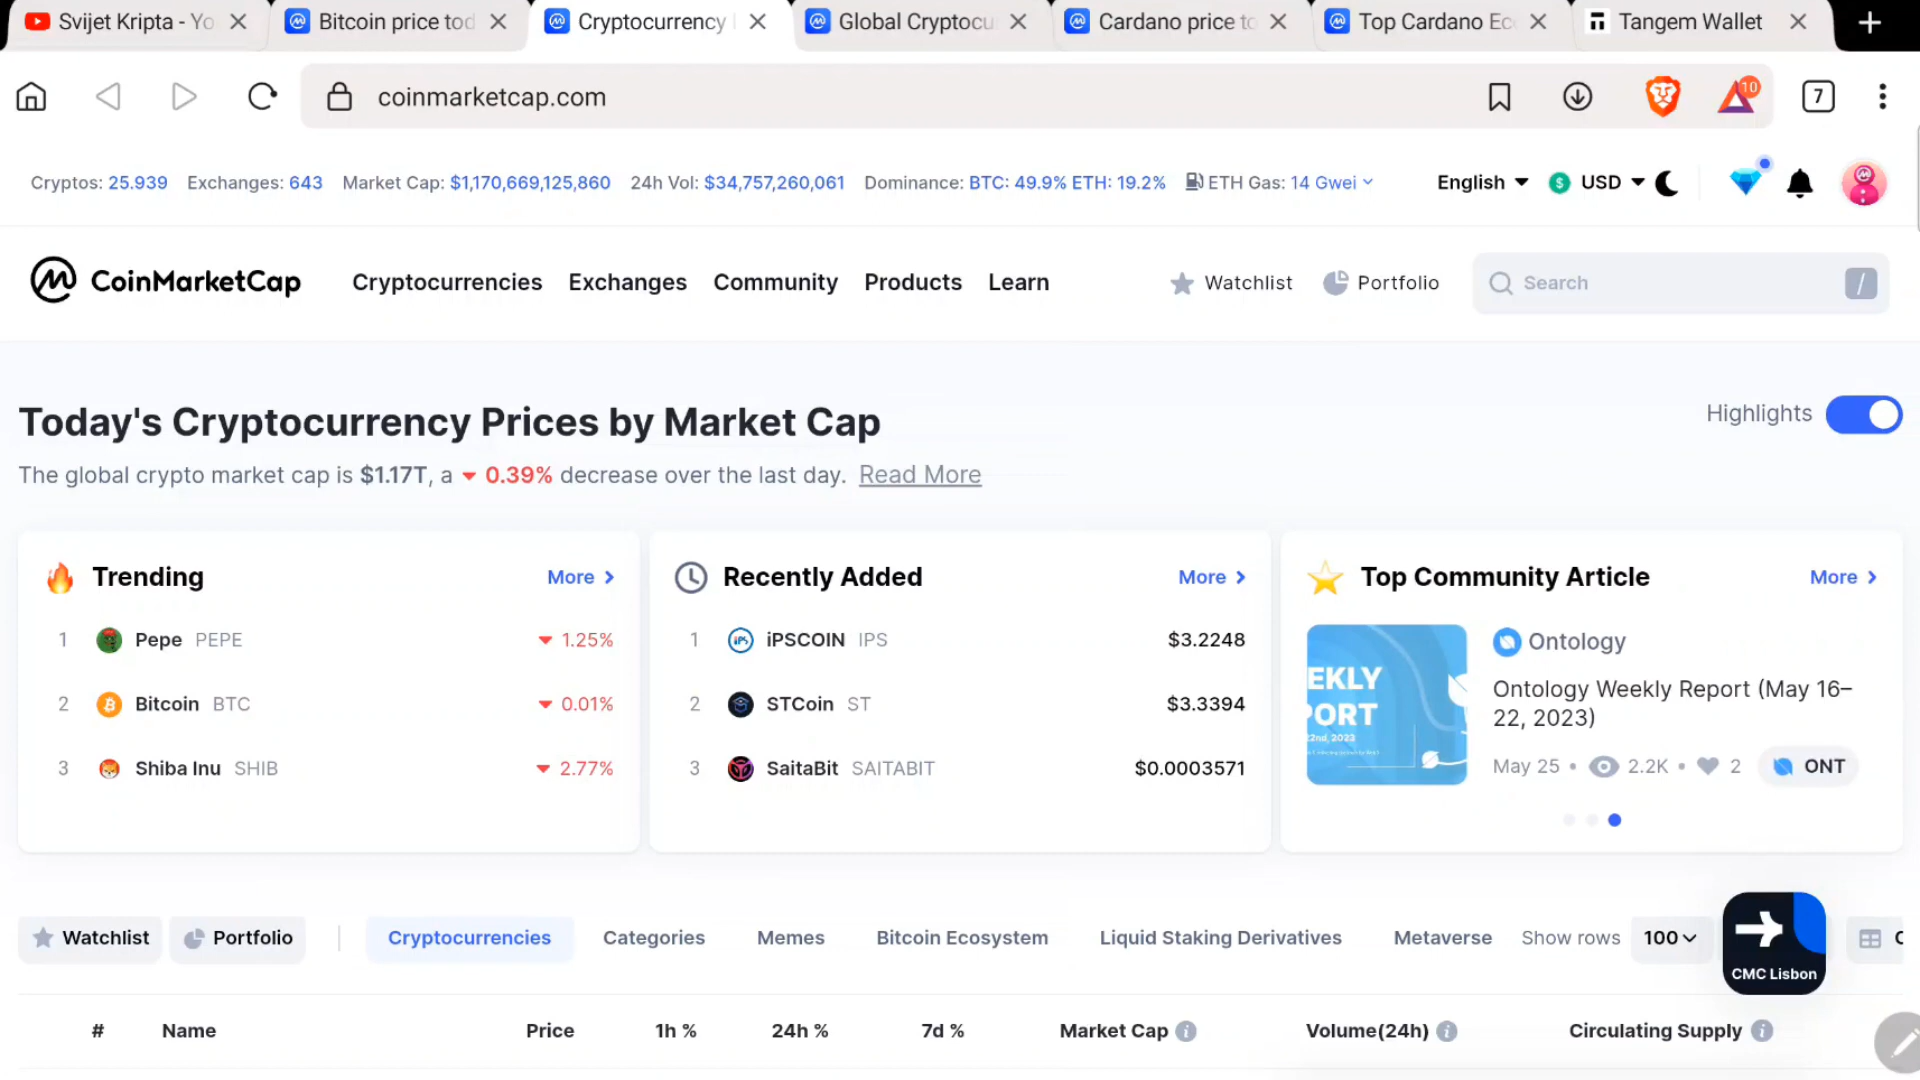 Svijet Kripta - Yo
Bitcoin price tod
Cryptocurrency
Global Cryptocu
Cardano price to
Top Cardano Ec
Tangem Wallet
coinmarketcap.com
10
7
Cryptos: 25.939 Exchanges: 643 Market Cap: $1,170,669,125,860 24h Vol: $34,757,260,061 Dominance: BTC: 49.9% ETH: 19.2% ETH Gas: 14 Gwei
English
USD
CoinMarketCap
Cryptocurrencies Exchanges Community Products Learn
Watchlist
Portfolio
Search
/
Today's Cryptocurrency Prices by Market Cap
Highlights
The global crypto market cap is $1.17T, a 0.39% decrease over the last day. Read More
Trending
More
1 Pepe PEPE 1.25%
2 Bitcoin BTC 0.01%
3 Shiba Inu SHIB 2.77%
Recently Added
More
1 iPSCOIN IPS $3.2248
2 STCoin ST $3.3394
3 SaitaBit SAITABIT $0.0003571
Top Community Article
More
EKLY
PORT
22nd, 2023
Ontology
Ontology Weekly Report (May 16–
22, 2023)
May 25 • 2.2K • 2
ONT
Watchlist
Portfolio
Cryptocurrencies
Categories
Memes
Bitcoin Ecosystem
Liquid Staking Derivatives
Metaverse
Show rows
100
CMC Lisbon
# Name Price 1h % 24h % 7d % Market Cap Volume(24h) Circulating Supply